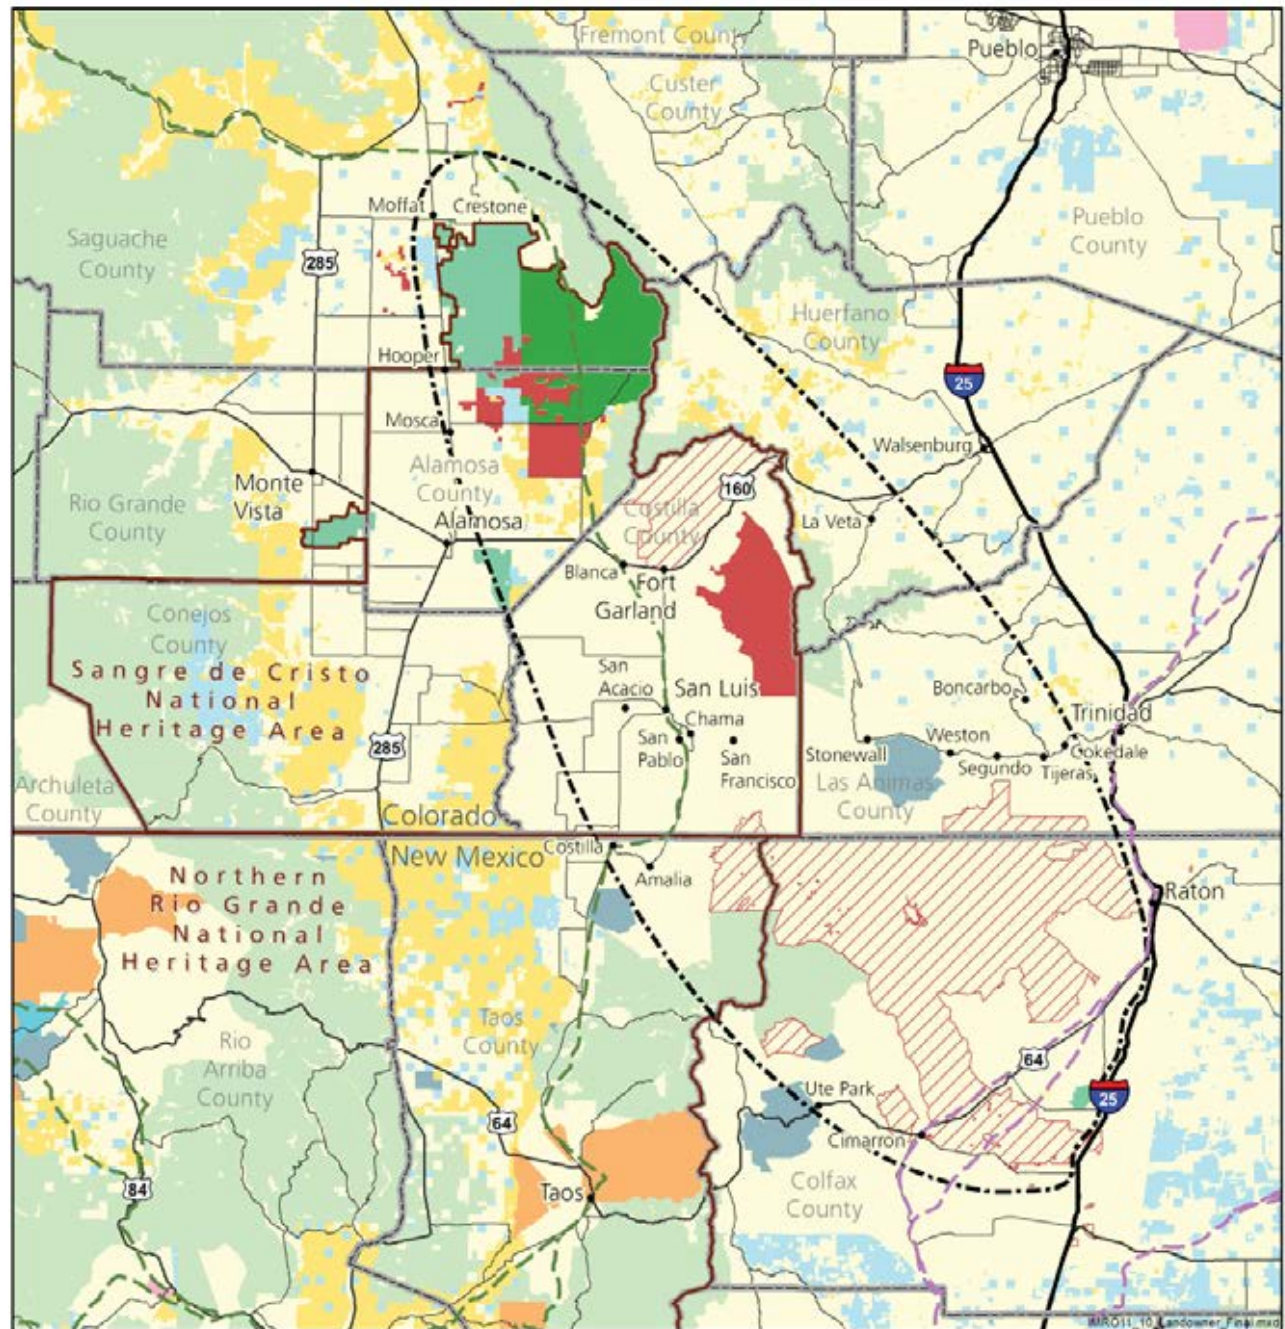 Fremont County
Pueblo
Custer
County
Moffat
Crestone
Pueblo
County
Saguache
County
285
Huerfano
County
Hooper
25
Mosca
Walsenburg
Alamosa
County
Monte
Vista
160
Rio Grande
County
Costilla
County
La Veta
Alamosa
Blanca
Fort
Garland
Conejos
County
Sangre de Cristo
National
Heritage Area
San
Acacio
San Luis
Boncarbo
Chama
Trinidad
285
San
Pablo
San
Francisco
Stonewall
Weston
Cokedale
Segundo
Tijeras
Archuleta
County
Las Animas
County
Colorado
New Mexico
Costilla
Amalia
Northern
Rio Grande
National
Heritage Area
Raton
Taos
County
Rio
Arriba
County
64
Ute Park
25
64
Cimarron
84
Taos
Colfax
County
IMRO11_10_Landowner_Final.mxd